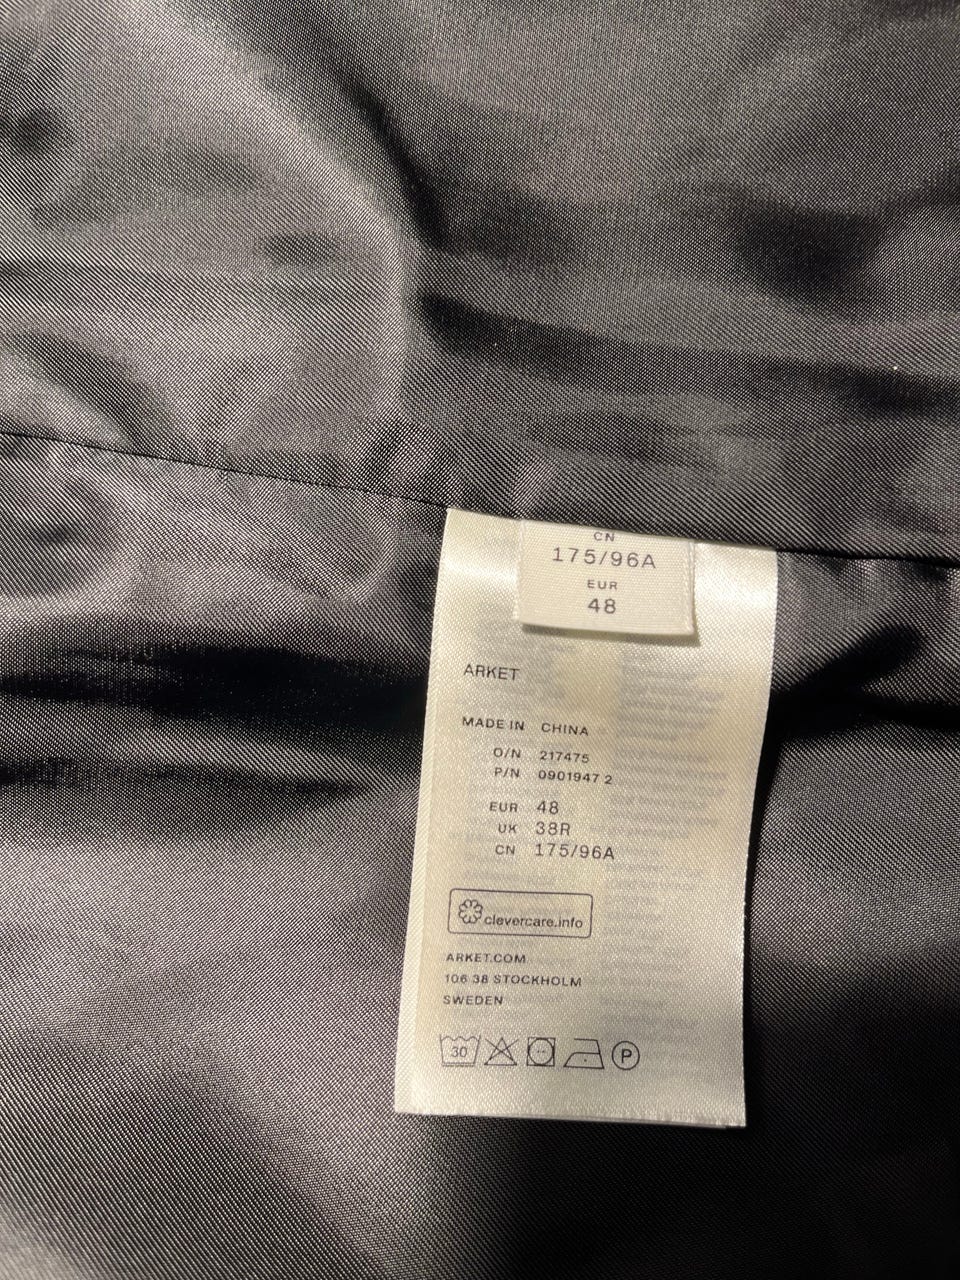 CN
175/96A
EUR
48
ARKET
MADE IN CHINA
O/N 217475
P/N 0901947 2
EUR 48
UK 38R
CN 175/96A
clevercare.info
ARKET.COM
106 38 STOCKHOLM
SWEDEN
30 P